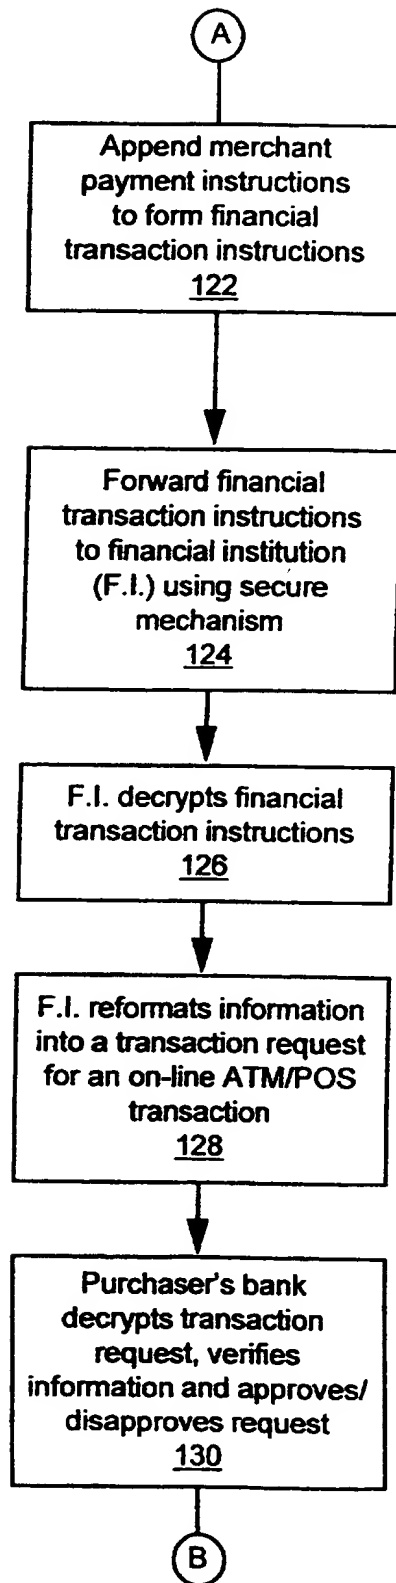 A
Append merchant
payment instructions
to form financial
transaction instructions
122
Forward financial
transaction instructions
to financial institution
(F.I.) using secure
mechanism
124
F.I. decrypts financial
transaction instructions
126
F.I. reformats information
into a transaction request
for an on-line ATM/POS
transaction
128
Purchaser's bank
decrypts transaction
request, verifies
information and approves/
disapproves request
130
B